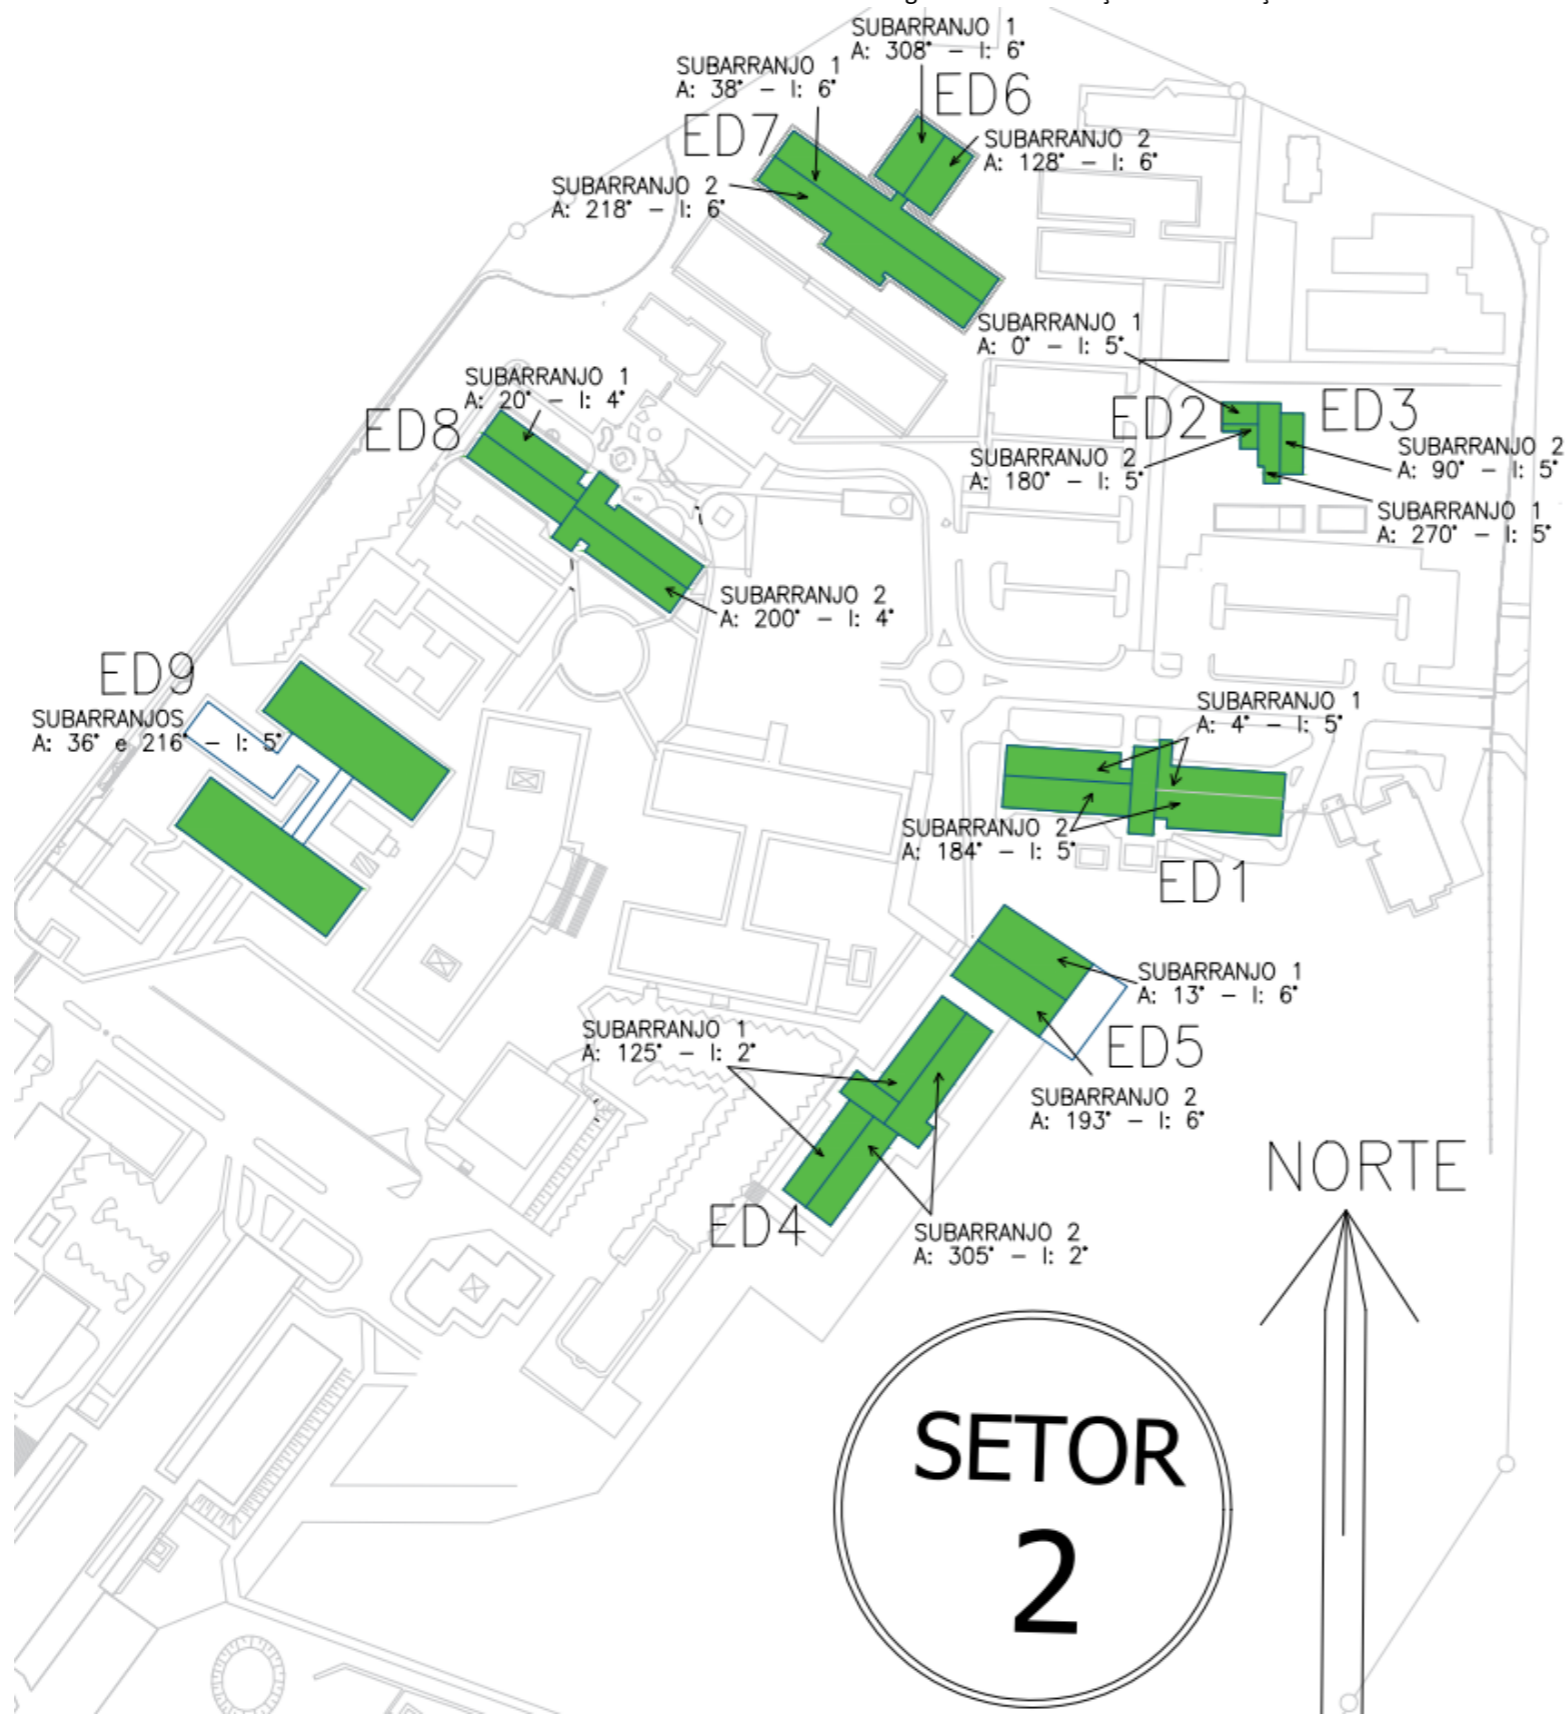 SUBARRANJO 1
A: 308° - I: 6°
SUBARRANJO 1
A: 38° - I: 6°
ED6
ED7
SUBARRANJO 2
A: 128° - I: 6°
SUBARRANJO 2
A: 218° - I: 6°
SUBARRANJO 1
A: 0° - I: 5°
SUBARRANJO 1
A: 20° - I: 4°
ED8
ED2
ED3
SUBARRANJO 2
A: 90° - I: 5°
SUBARRANJO 2
A: 180° - I: 5°
SUBARRANJO 1
A: 270° - I: 5°
SUBARRANJO 2
A: 200° - I: 4°
ED9
SUBARRANJOS
A: 36° e 216° - I: 5°
SUBARRANJO 1
A: 4° - I: 5°
SUBARRANJO 2
A: 184° - I: 5°
ED1
SUBARRANJO 1
A: 13° - I: 6°
SUBARRANJO 1
A: 125° - I: 2°
ED5
SUBARRANJO 2
A: 193° - I: 6°
NORTE
ED4
SUBARRANJO 2
A: 305° - I: 2°
SETOR
2